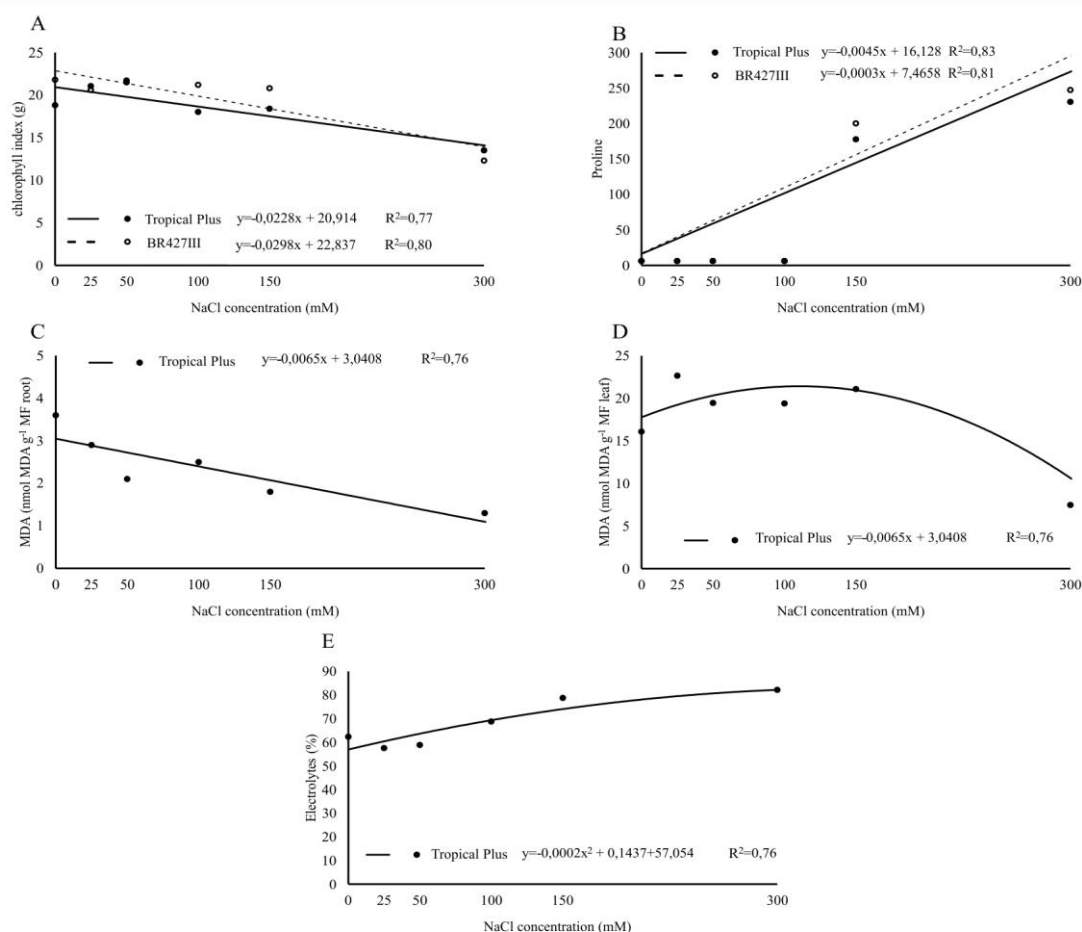 A
chlorophyll index (g)
25
20
15
10
5
0
Tropical Plus y=-0,0228x + 20,914 R²=0,77
BR427III y=-0,0298x + 22,837 R²=0,80
0 25 50 100 150 300
NaCl concentration (mM)
B
Proline
300
250
200
150
100
50
0
Tropical Plus y=-0,0045x + 16,128 R²=0,83
BR427III y=-0,0003x + 7,4658 R²=0,81
0 25 50 100 150 300
NaCl concentration (mM)
C
MDA (nmol MDA g⁻¹ MF root)
5
4
3
2
1
0
Tropical Plus y=-0,0065x + 3,0408 R²=0,76
0 25 50 100 150 300
NaCl concentration (mM)
D
MDA (nmol MDA g⁻¹ MF leaf)
25
20
15
10
5
0
Tropical Plus y=-0,0065x + 3,0408 R²=0,76
0 25 50 100 150 300
NaCl concentration (mM)
E
Electrolytes (%)
90
80
70
60
50
40
30
20
10
0
Tropical Plus y=-0,0002x² + 0,1437+57,054 R²=0,76
0 25 50 100 150 300
NaCl concentration (mM)